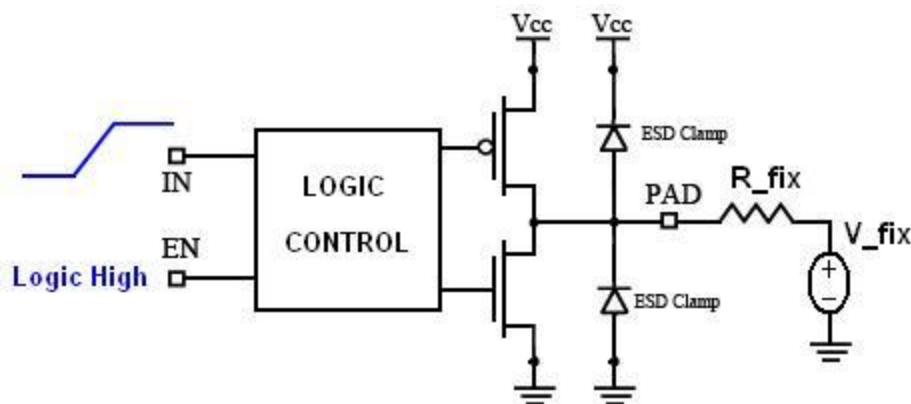 Vcc Vcc
ESD Clamp
IN
LOGIC
CONTROL
PAD
R_fix
V_fix
EN
Logic High
ESD Clamp
+
−